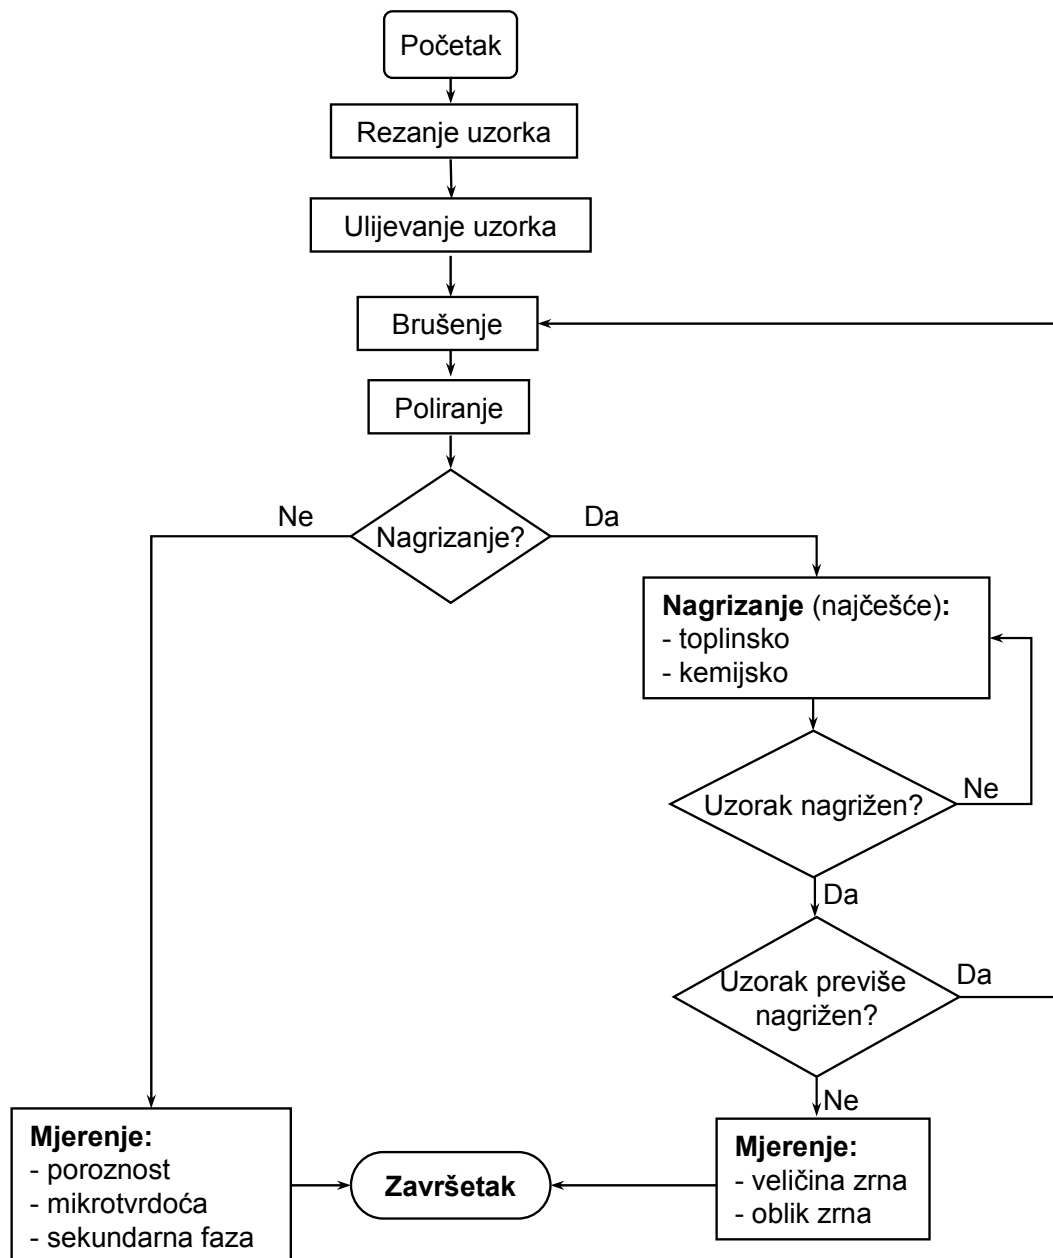 Početak
Rezanje uzorka
Ulijevanje uzorka
Brušenje
Poliranje
Ne
Da
Nagrizanje?
Nagrizanje (najčešće):
- toplinsko
- kemijsko
Uzorak nagrižen?
Ne
Da
Uzorak previše
nagrižen?
Da
Ne
Mjerenje:
- poroznost
- mikrotvrdoća
- sekundarna faza
Završetak
Mjerenje:
- veličina zrna
- oblik zrna